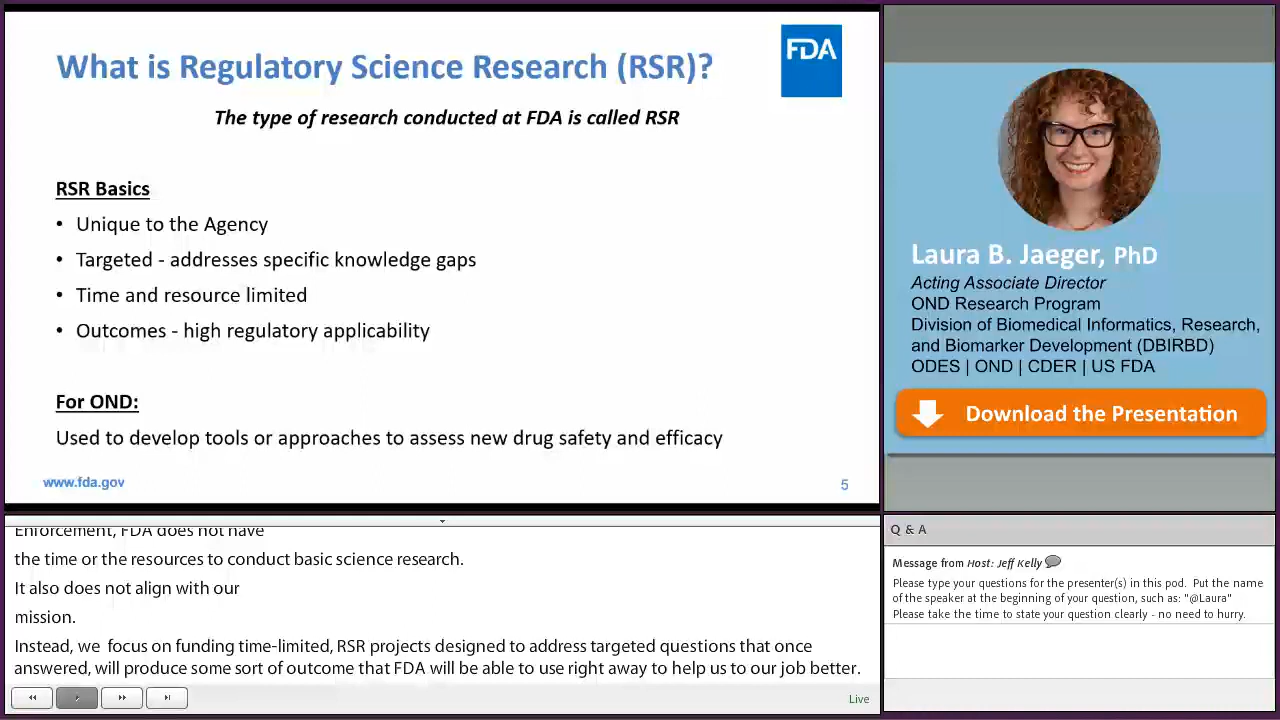 What is Regulatory Science Research (RSR)?
FDA
The type of research conducted at FDA is called RSR
RSR Basics
• Unique to the Agency
• Targeted - addresses specific knowledge gaps
• Time and resource limited
• Outcomes - high regulatory applicability
For OND:
Used to develop tools or approaches to assess new drug safety and efficacy
www.fda.gov
5
Laura B. Jaeger, PhD
Acting Associate Director
OND Research Program
Division of Biomedical Informatics, Research,
and Biomarker Development (DBIRBD)
ODES | OND | CDER | US FDA
Download the Presentation
Enforcement, FDA does not have
the time or the resources to conduct basic science research.
It also does not align with our
mission.
Instead, we focus on funding time-limited, RSR projects designed to address targeted questions that once
answered, will produce some sort of outcome that FDA will be able to use right away to help us to our job better.
Live
Q & A
Message from Host: Jeff Kelly
Please type your questions for the presenter(s) in this pod. Put the name
of the speaker at the beginning of your question, such as: "@Laura"
Please take the time to state your question clearly - no need to hurry.